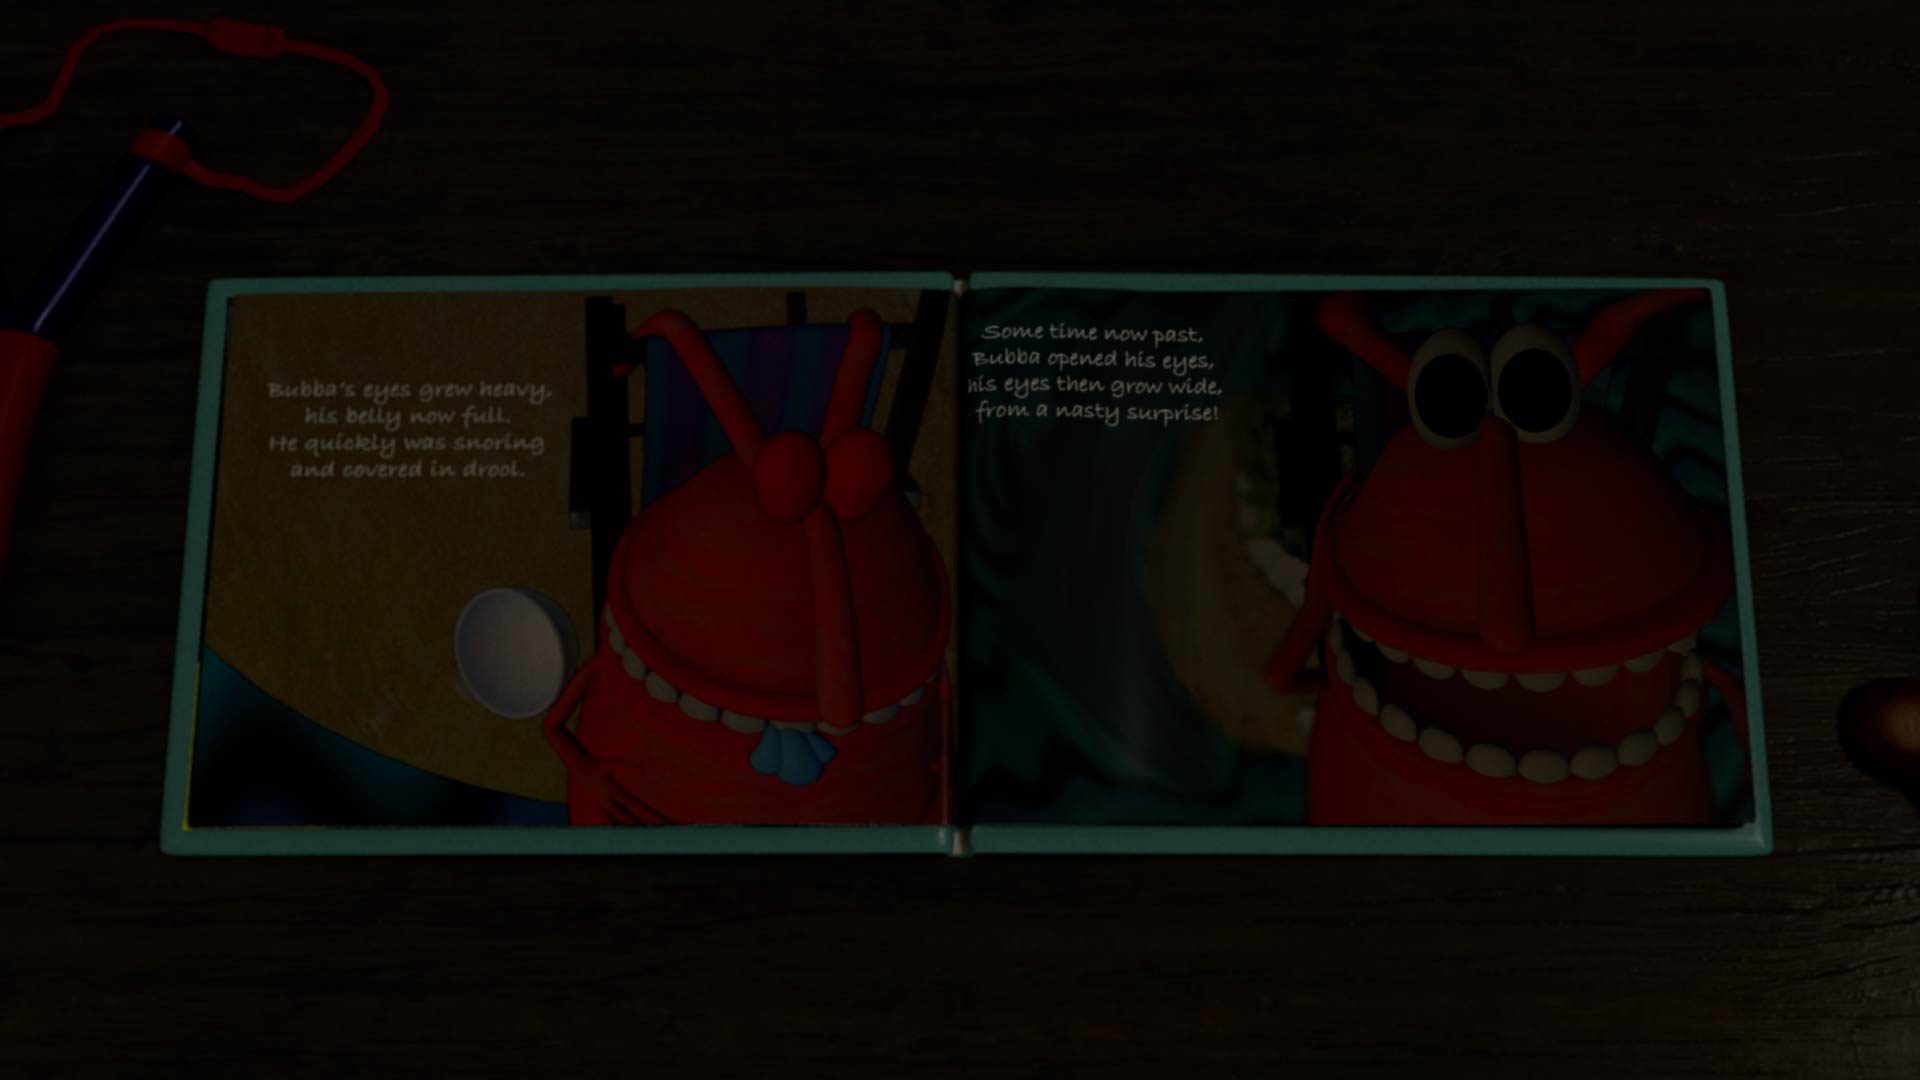 Bubba's eyes grew heavy,
his belly now full.
He quickly was snoring
and covered in drool.
Some time now past,
Bubba opened his eyes,
his eyes then grow wide,
from a nasty surprise!